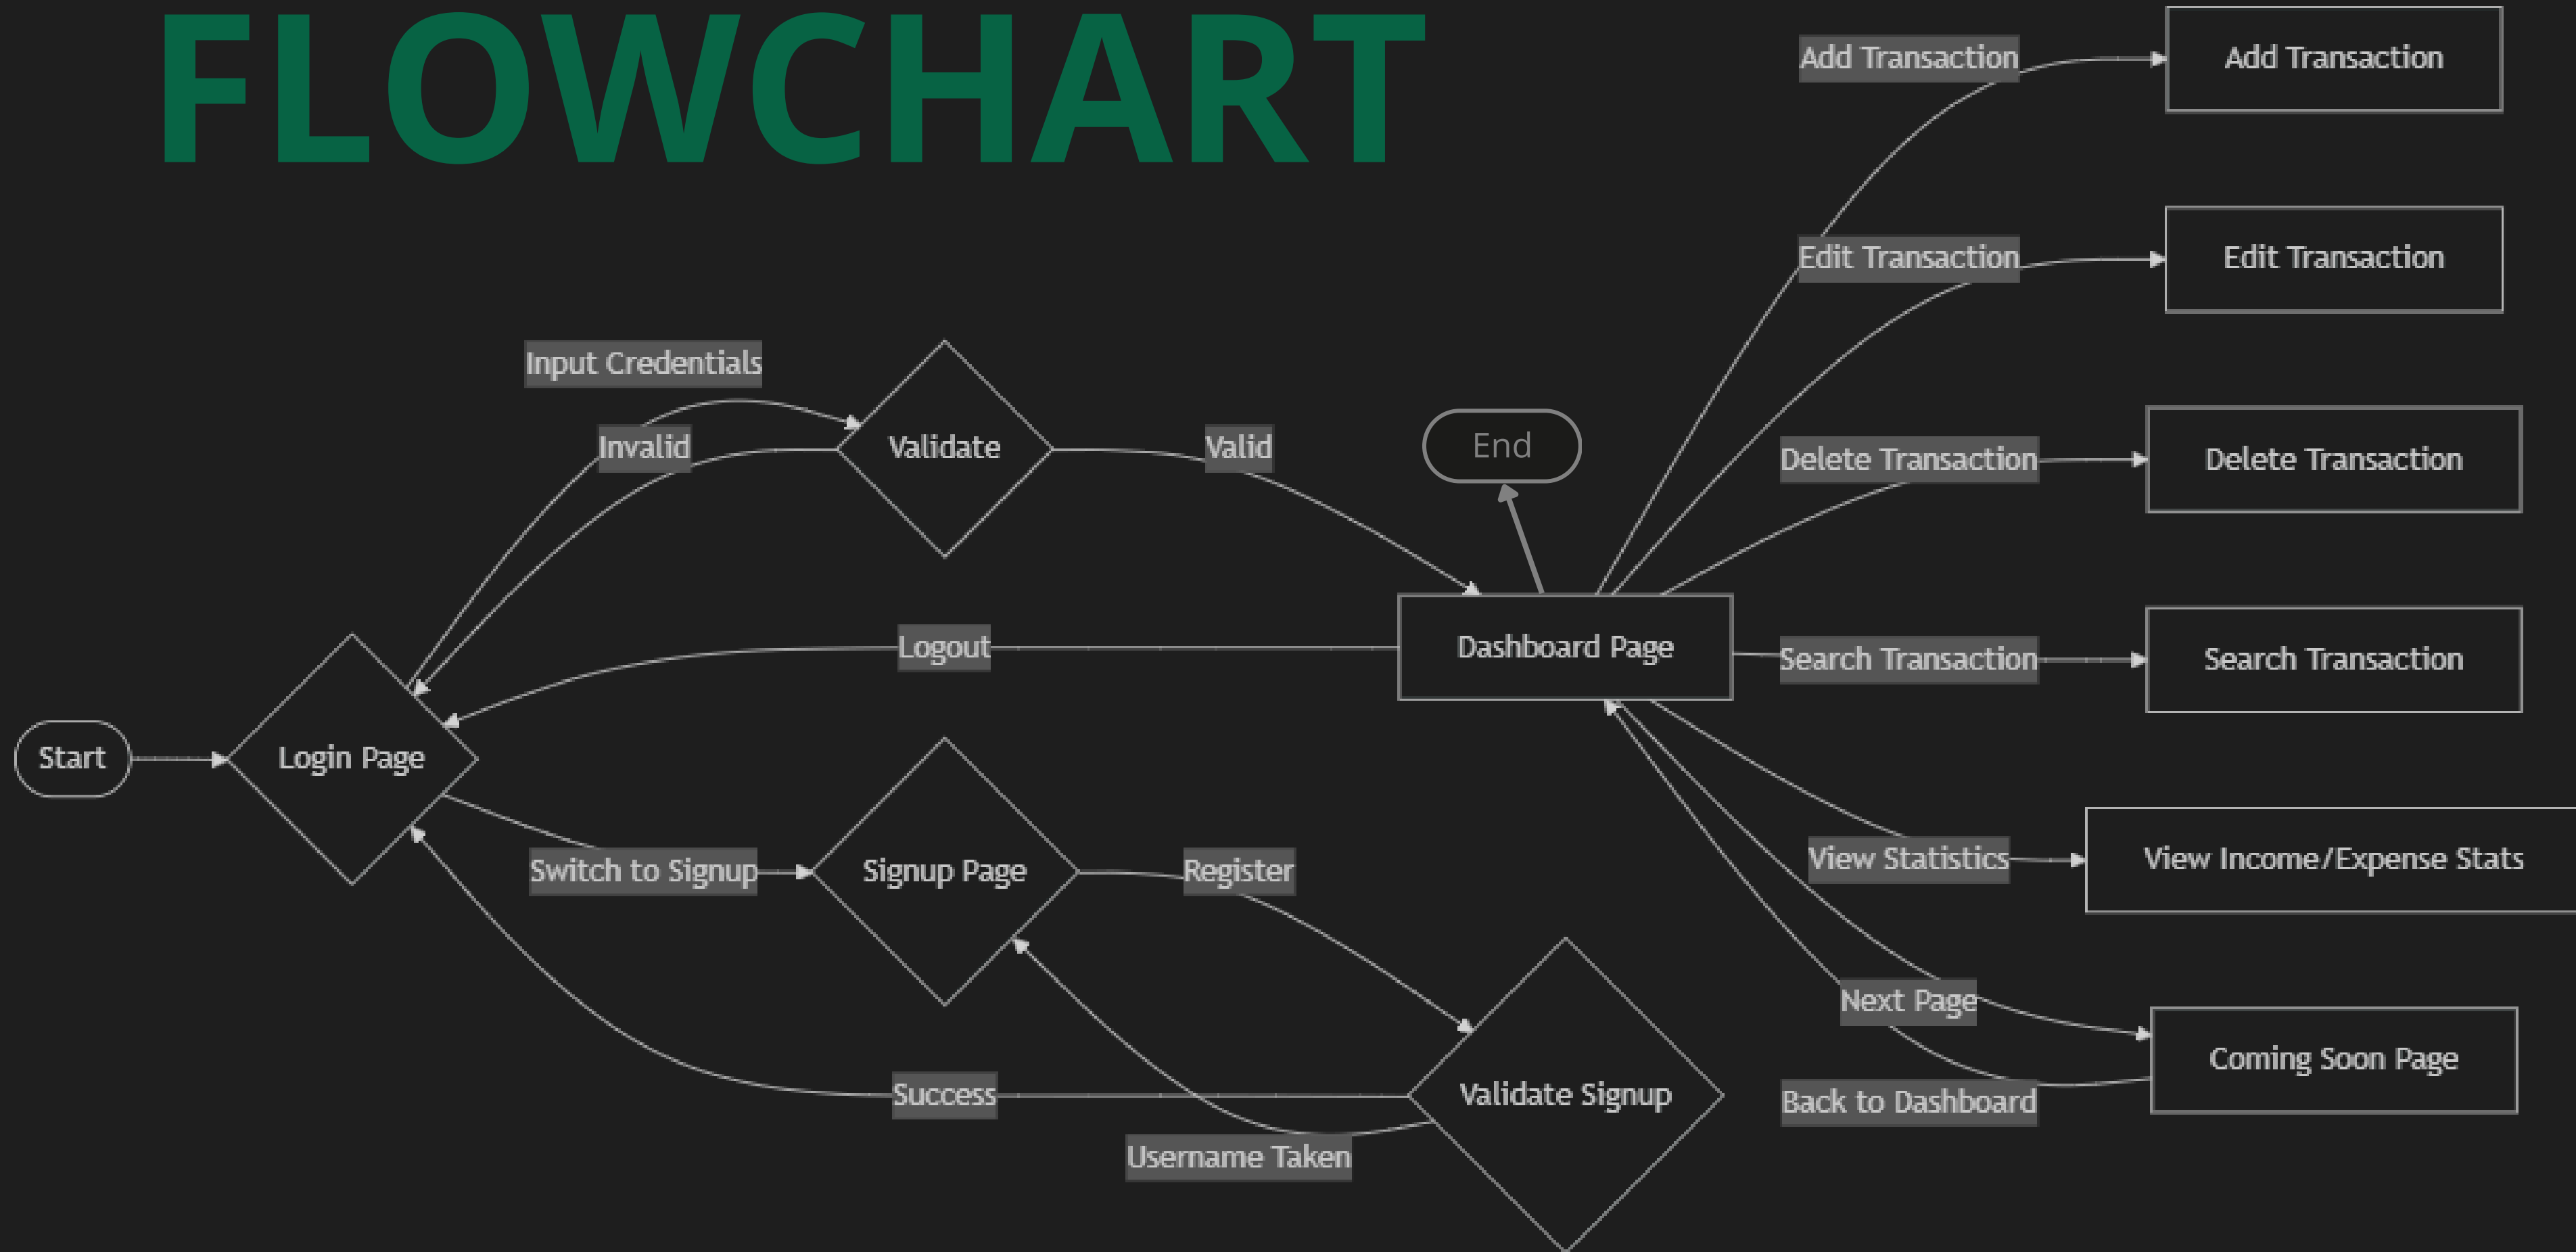 FLOWCHART
Add Transaction
Add Transaction
Edit Transaction
Edit Transaction
Input Credentials
Invalid
Validate
Valid
End
Delete Transaction
Delete Transaction
Logout
Dashboard Page
Search Transaction
Search Transaction
Start
Login Page
Switch to Signup
Signup Page
Register
View Statistics
View Income/Expense Stats
Next Page
Coming Soon Page
Success
Validate Signup
Back to Dashboard
Username Taken